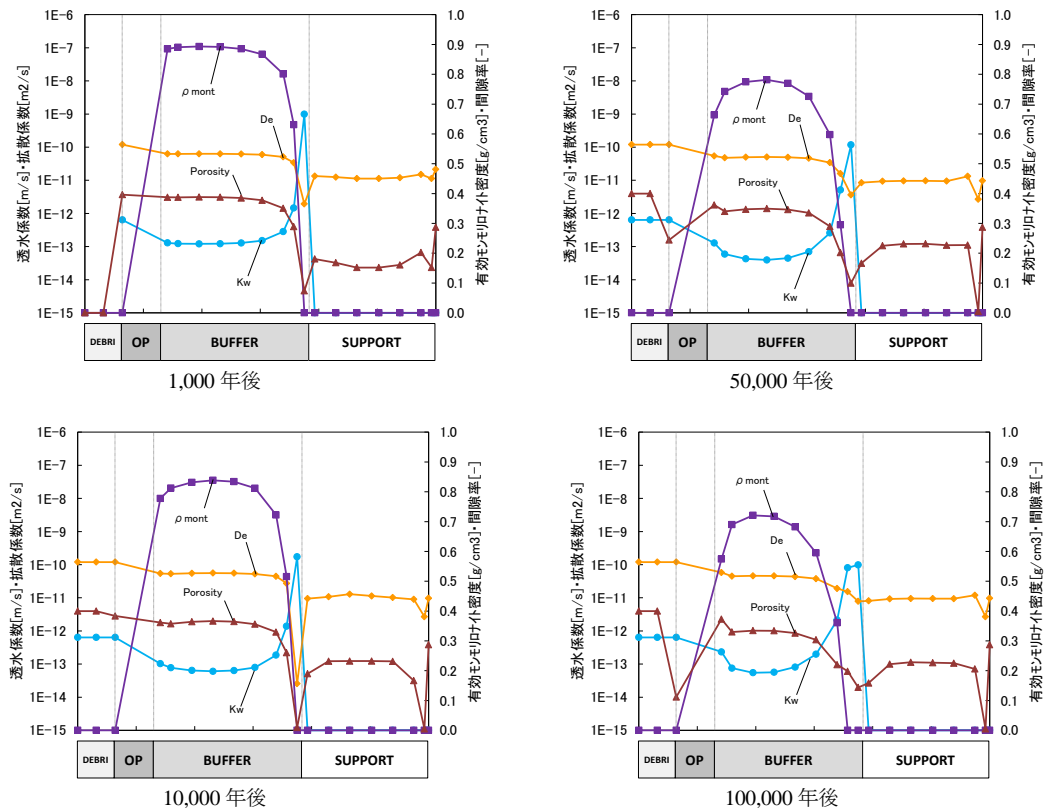 透水係数[m/s]・拡散係数[m2/s]
1E-6
1E-7
1E-8
1E-9
1E-10
1E-11
1E-12
1E-13
1E-14
1E-15
ρmont
De
Porosity
Kw
1.0
0.9
0.8
0.7
0.6
0.5
0.4
0.3
0.2
0.1
0.0
有効モンモリロナイト密度[g/cm3]・間隙率[-]
DEBRI OP BUFFER SUPPORT
1,000 年後
透水係数[m/s]・拡散係数[m2/s]
1E-6
1E-7
1E-8
1E-9
1E-10
1E-11
1E-12
1E-13
1E-14
1E-15
ρmont
De
Porosity
Kw
1.0
0.9
0.8
0.7
0.6
0.5
0.4
0.3
0.2
0.1
0.0
有効モンモリロナイト密度[g/cm3]・間隙率[-]
DEBRI OP BUFFER SUPPORT
50,000 年後
透水係数[m/s]・拡散係数[m2/s]
1E-6
1E-7
1E-8
1E-9
1E-10
1E-11
1E-12
1E-13
1E-14
1E-15
ρmont
De
Porosity
Kw
1.0
0.9
0.8
0.7
0.6
0.5
0.4
0.3
0.2
0.1
0.0
有効モンモリロナイト密度[g/cm3]・間隙率[-]
DEBRI OP BUFFER SUPPORT
10,000 年後
透水係数[m/s]・拡散係数[m2/s]
1E-6
1E-7
1E-8
1E-9
1E-10
1E-11
1E-12
1E-13
1E-14
1E-15
ρmont
De
Porosity
Kw
1.0
0.9
0.8
0.7
0.6
0.5
0.4
0.3
0.2
0.1
0.0
有効モンモリロナイト密度[g/cm3]・間隙率[-]
DEBRI OP BUFFER SUPPORT
100,000 年後